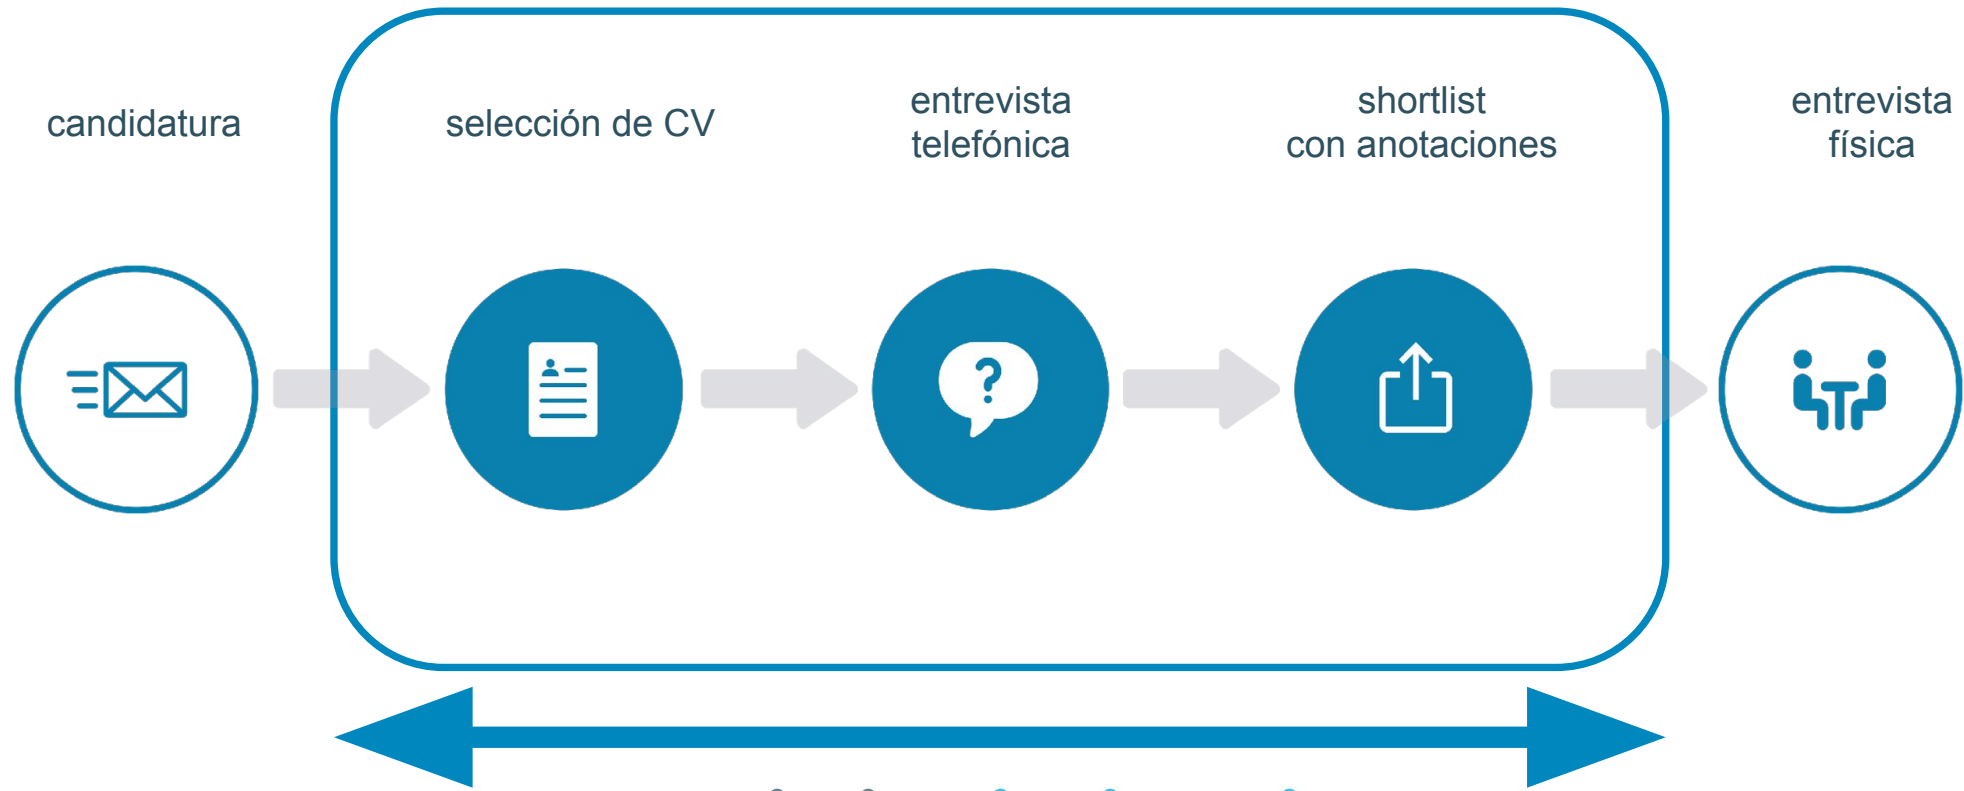 candidatura
selección de CV
entrevista
telefónica
shortlist
con anotaciones
entrevista
física